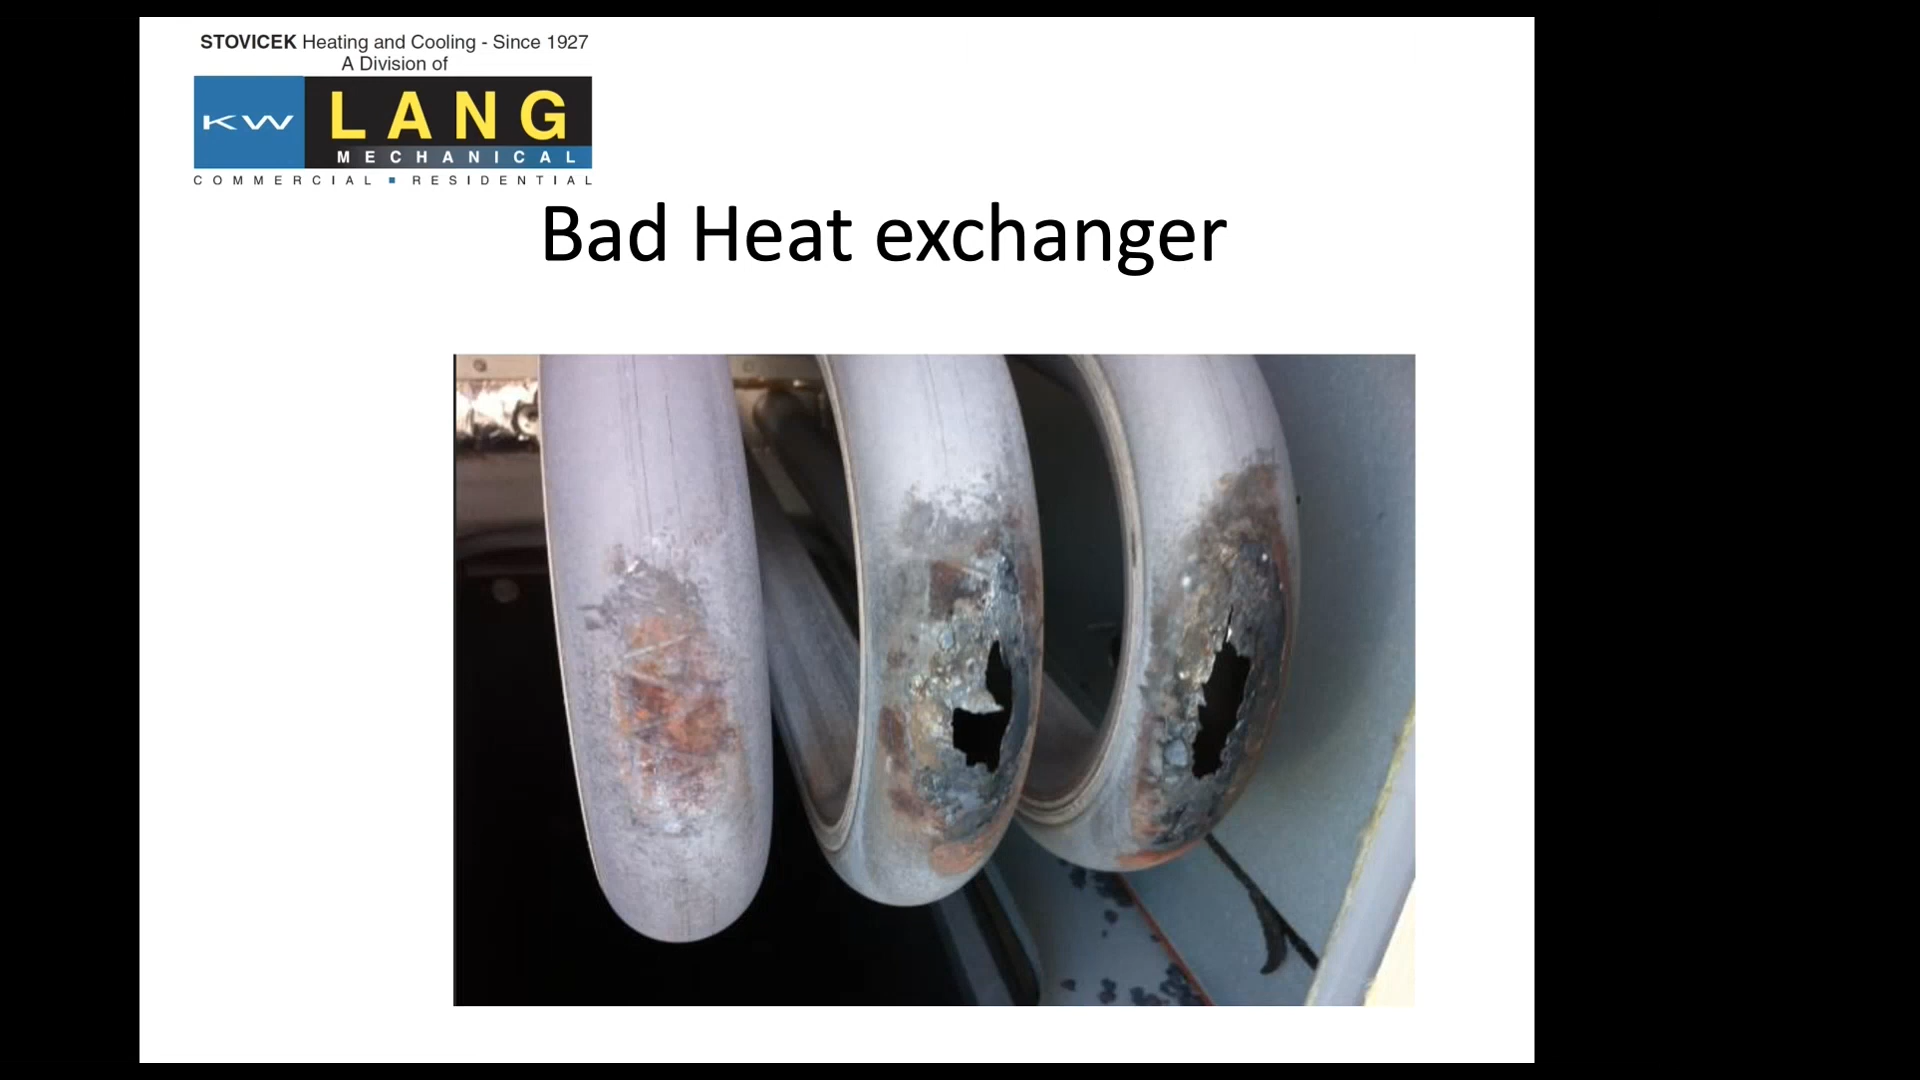 STOVICEK Heating and Cooling - Since 1927
A Division of
KW LANG
MECHANICAL
COMMERCIAL ▪ RESIDENTIAL
Bad Heat exchanger